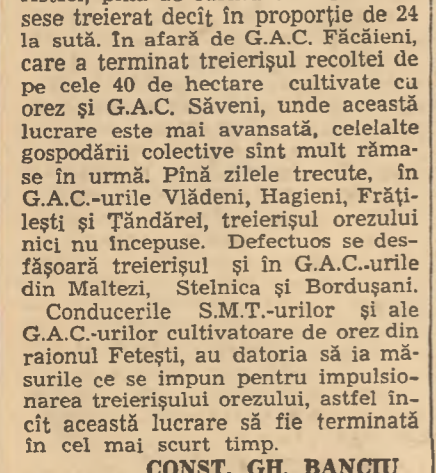 sese treierat decît în proporție de 24
la sută. În afară de G.A.C. Făcăieni,
care a terminat treierișul recoltei de
pe cele 40 de hectare cultivate cu
orez și G.A.C. Săveni, unde această
lucrare este mai avansată, celelalte
gospodării colective sînt mult răma-
se în urmă. Pînă zilele trecute, în
G.A.C.-urile Vlădeni, Hagieni, Frăți-
lești și Țăndărel, treierișul orezului
nici nu începuse. Defectuos se des-
fășoară treierișul și în G.A.C.-urile
din Maltezi, Stelnica și Bordușani.
Conducerile S.M.T.-urilor și ale
G.A.C.-urilor cultivatoare de orez din
raionul Fetești, au datoria să ia mă-
surile ce se impun pentru impulsio-
narea treierișului orezului, astfel în-
cît această lucrare să fie terminată
în cel mai scurt timp.
CONST. GH. BANCIU